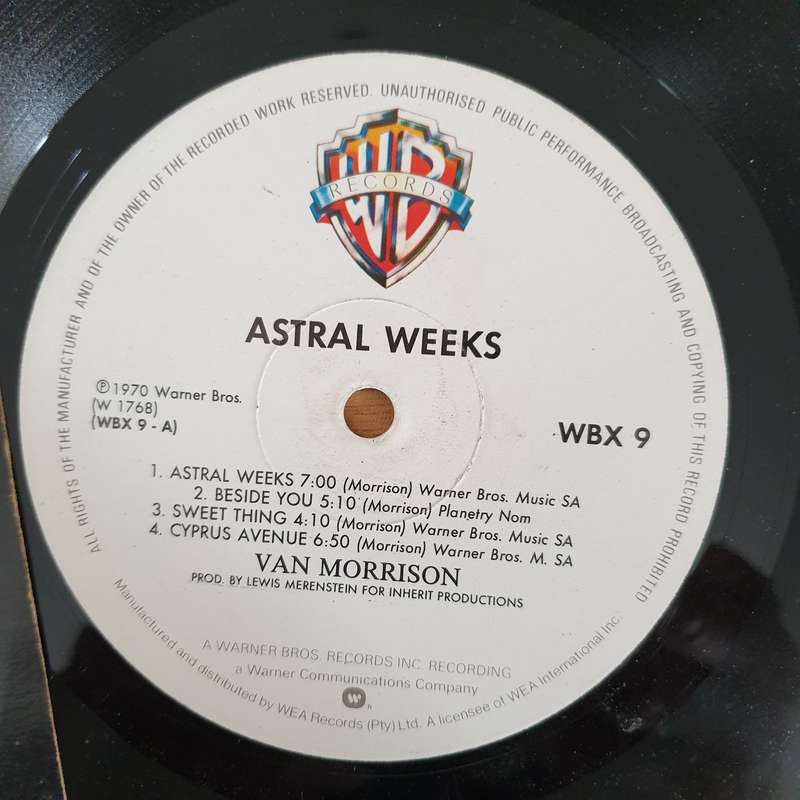 ALL RIGHTS OF THE MANUFACTURER AND OF THE OWNER OF THE RECORDED WORK RESERVED. UNAUTHORISED PUBLIC PERFORMANCE BROADCASTING AND COPYING OF THIS RECORD PROHIBITED
WB
RECORDS
ASTRAL WEEKS
℗1970 Warner Bros.
(W 1768)
(WBX 9 - A)
WBX 9
1. ASTRAL WEEKS 7:00 (Morrison) Warner Bros. Music SA
2. BESIDE YOU 5:10 (Morrison) Planetry Nom
3. SWEET THING 4:10 (Morrison) Warner Bros. Music SA
4. CYPRUS AVENUE 6:50 (Morrison) Warner Bros. M. SA
VAN MORRISON
PROD. BY LEWIS MERENSTEIN FOR INHERIT PRODUCTIONS
A WARNER BROS. RECORDS INC. RECORDING
a Warner Communications Company
Manufactured and distributed by WEA Records (Pty) Ltd. A licensee of WEA International Inc.